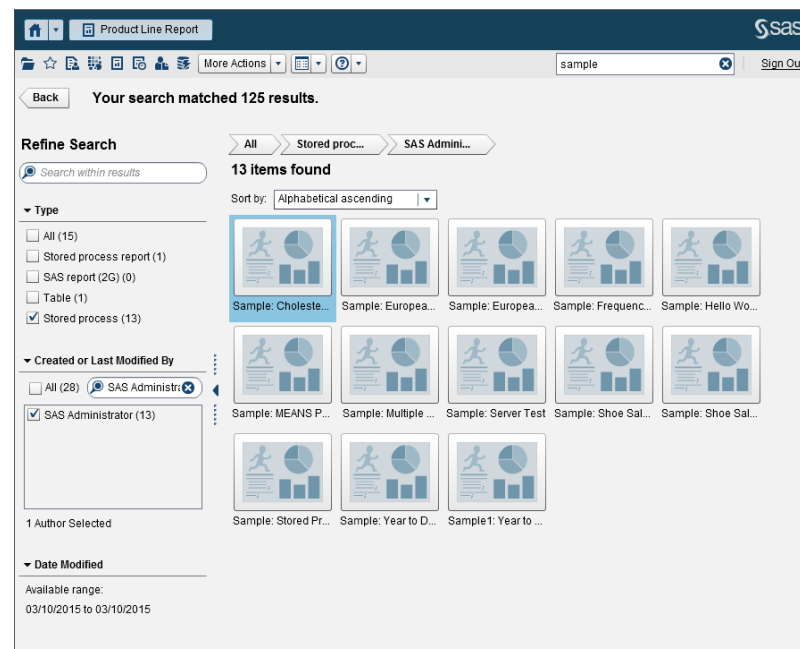 Product Line Report
sas
More Actions
sample
Sign Ou
Back
Your search matched 125 results.
Refine Search
Search within results
Type
All (15)
Stored process report (1)
SAS report (2G) (0)
Table (1)
Stored process (13)
Created or Last Modified By
All (28)
SAS Administra
SAS Administrator (13)
1 Author Selected
Date Modified
Available range:
03/10/2015 to 03/10/2015
All
Stored proc...
SAS Admini...
13 items found
Sort by: Alphabetical ascending
Sample: Choleste... Sample: Europea... Sample: Europea... Sample: Frequenc... Sample: Hello Wo...
Sample: MEANS P... Sample: Multiple ... Sample: Server Test Sample: Shoe Sal... Sample: Shoe Sal...
Sample: Stored Pr... Sample: Year to D... Sample1: Year to ...